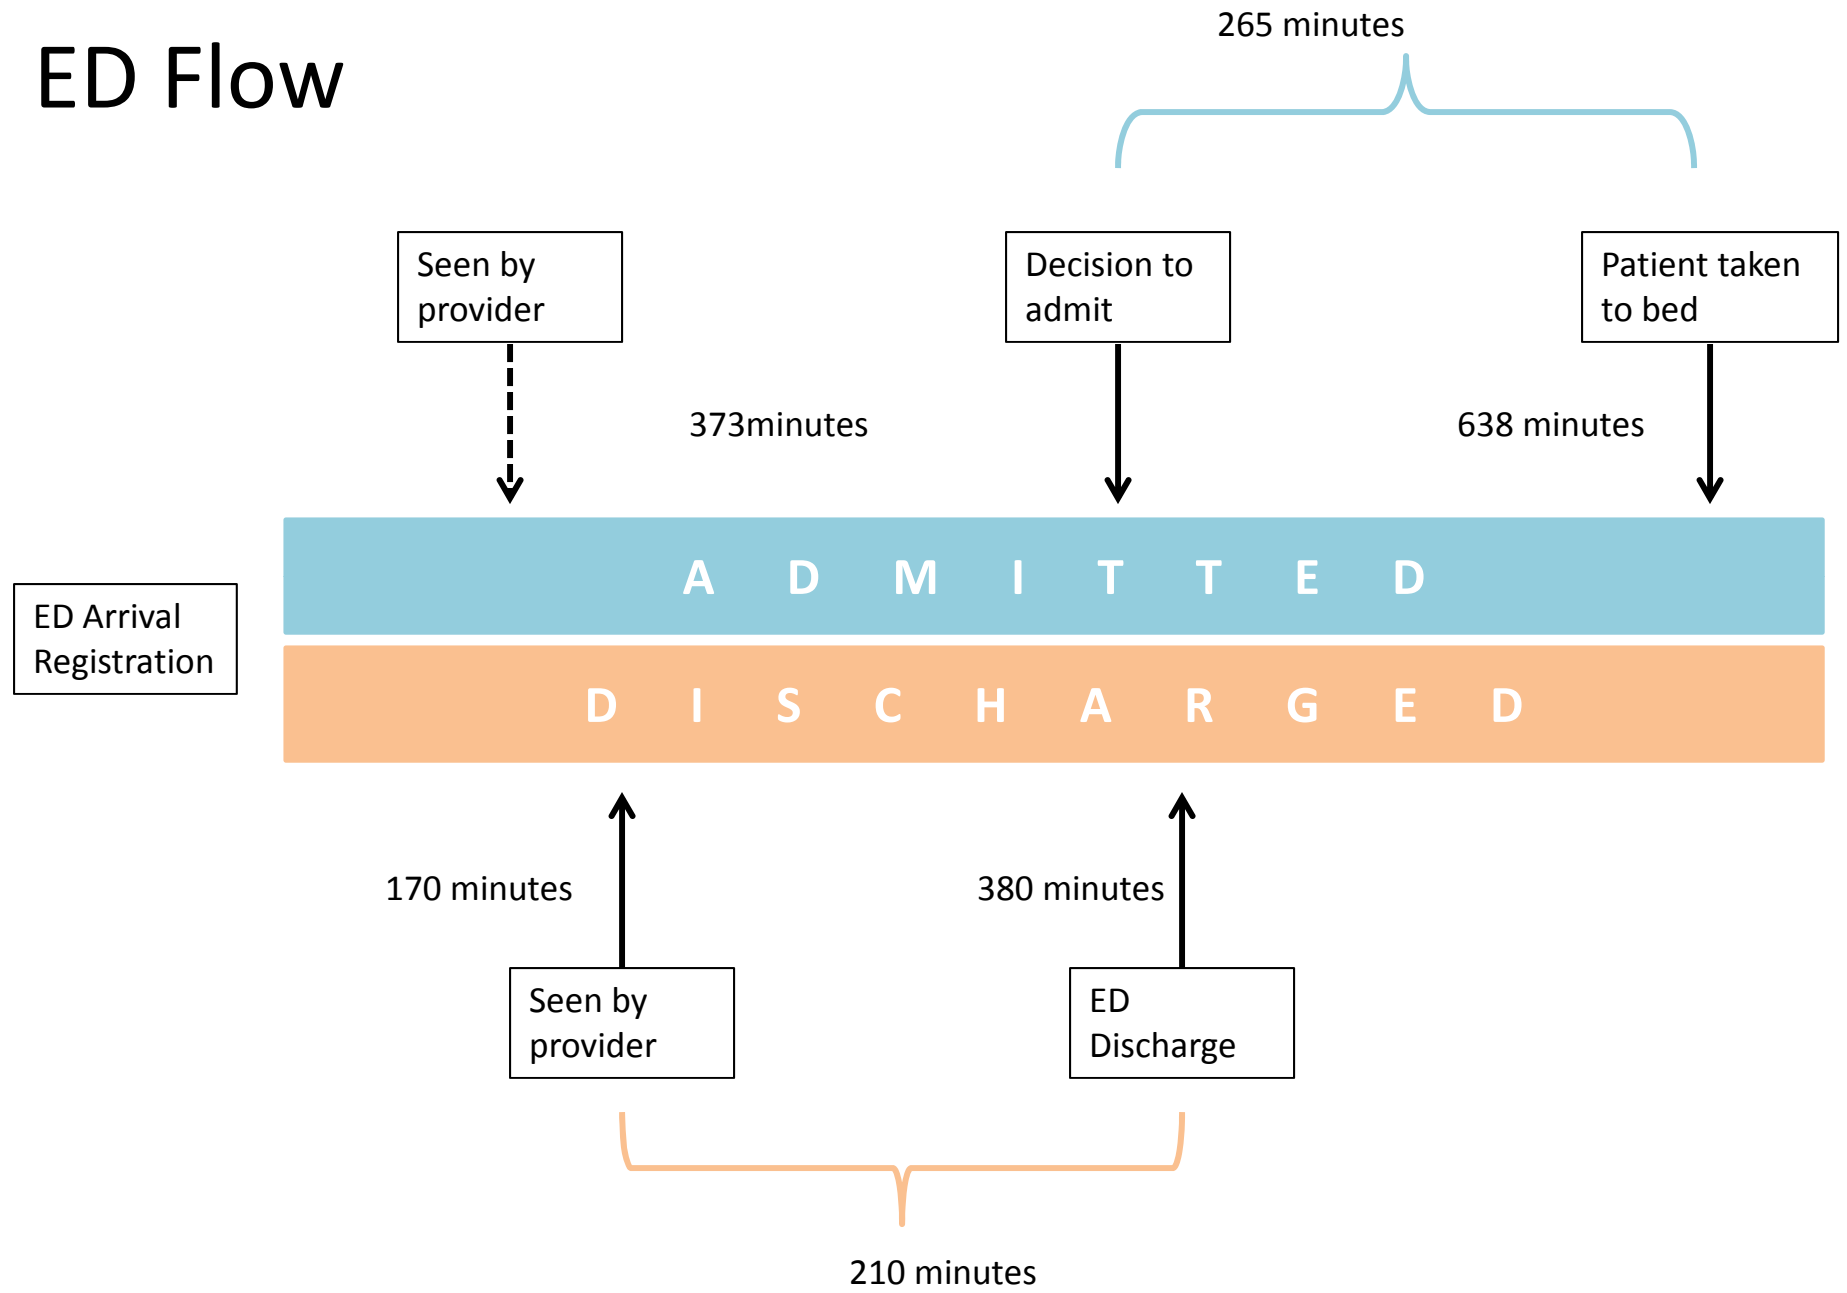 265 minutes
ED Flow
Seen by
provider
Decision to
admit
Patient taken
to bed
373minutes
638 minutes
A D M I T T E D
ED Arrival
Registration
D I S C H A R G E D
170 minutes
380 minutes
Seen by
provider
ED
Discharge
210 minutes